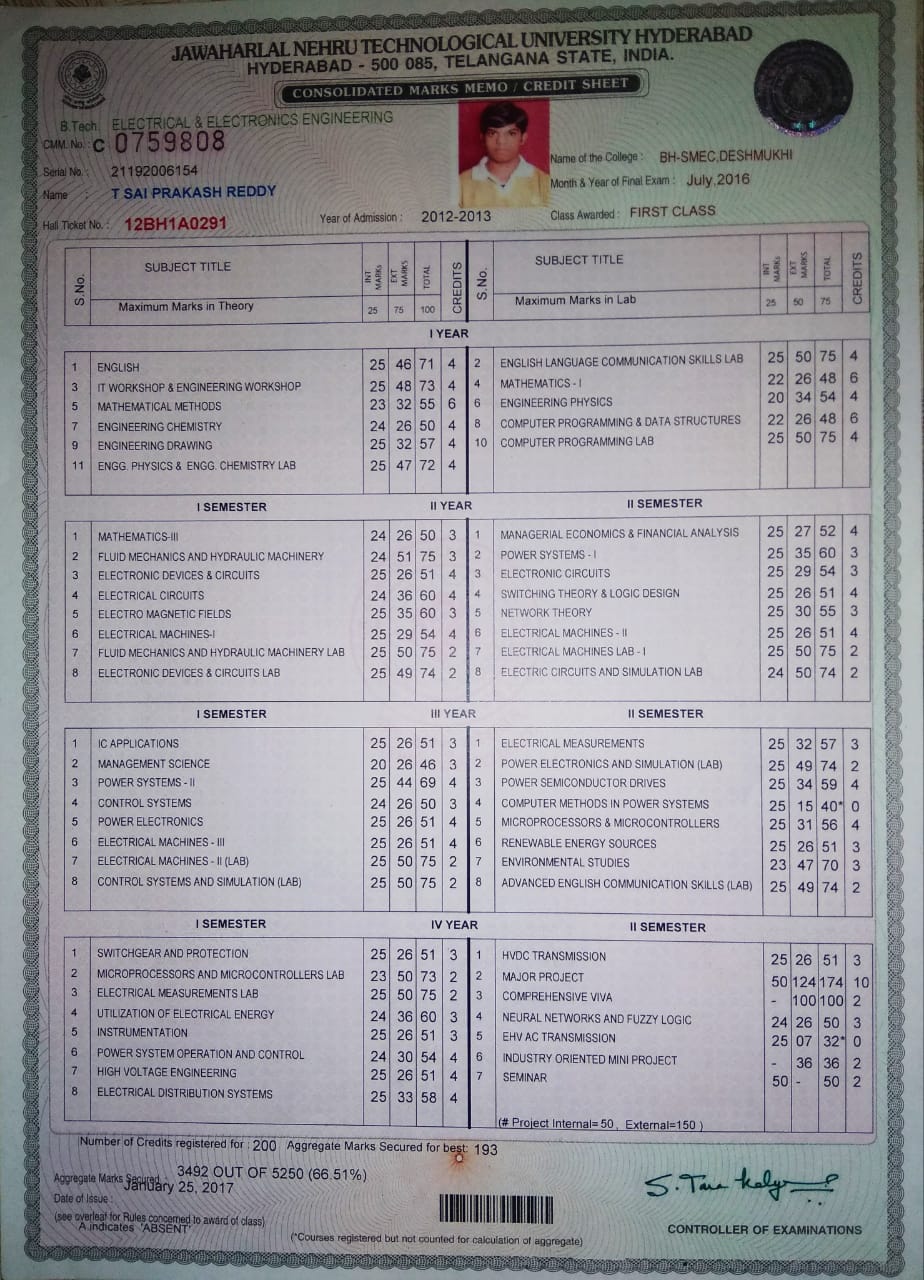 JAWAHARLAL NEHRU TECHNOLOGICAL UNIVERSITY HYDERABAD
HYDERABAD - 500 085, TELANGANA STATE, INDIA.
CONSOLIDATED MARKS MEMO / CREDIT SHEET
B.Tech. ELECTRICAL & ELECTRONICS ENGINEERING
CMM. No.: C 0759808
Serial No. : 21192006154
Name : T SAI PRAKASH REDDY
Hall Ticket No. : 12BH1A0291
Year of Admission : 2012-2013
Name of the College : BH-SMEC,DESHMUKHI
Month & Year of Final Exam : July,2016
Class Awarded : FIRST CLASS
S.No. SUBJECT TITLE INT MARKS EXT MARKS TOTAL CREDITS S.No. SUBJECT TITLE INT MARKS EXT MARKS TOTAL CREDITS
Maximum Marks in Theory 25 75 100 Maximum Marks in Lab 25 50 75
I YEAR
1 ENGLISH 25 46 71 4 2 ENGLISH LANGUAGE COMMUNICATION SKILLS LAB 25 50 75 4
3 IT WORKSHOP & ENGINEERING WORKSHOP 25 48 73 4 4 MATHEMATICS - I 22 26 48 6
5 MATHEMATICAL METHODS 23 32 55 6 6 ENGINEERING PHYSICS 20 34 54 4
7 ENGINEERING CHEMISTRY 24 26 50 4 8 COMPUTER PROGRAMMING & DATA STRUCTURES 22 26 48 6
9 ENGINEERING DRAWING 25 32 57 4 10 COMPUTER PROGRAMMING LAB 25 50 75 4
11 ENGG. PHYSICS & ENGG. CHEMISTRY LAB 25 47 72 4
I SEMESTER II YEAR II SEMESTER
1 MATHEMATICS-III 24 26 50 3 1 MANAGERIAL ECONOMICS & FINANCIAL ANALYSIS 25 27 52 4
2 FLUID MECHANICS AND HYDRAULIC MACHINERY 24 51 75 3 2 POWER SYSTEMS - I 25 35 60 3
3 ELECTRONIC DEVICES & CIRCUITS 25 26 51 4 3 ELECTRONIC CIRCUITS 25 29 54 3
4 ELECTRICAL CIRCUITS 24 36 60 4 4 SWITCHING THEORY & LOGIC DESIGN 25 26 51 4
5 ELECTRO MAGNETIC FIELDS 25 35 60 3 5 NETWORK THEORY 25 30 55 3
6 ELECTRICAL MACHINES-I 25 29 54 4 6 ELECTRICAL MACHINES - II 25 26 51 4
7 FLUID MECHANICS AND HYDRAULIC MACHINERY LAB 25 50 75 2 7 ELECTRICAL MACHINES LAB - I 25 50 75 2
8 ELECTRONIC DEVICES & CIRCUITS LAB 25 49 74 2 8 ELECTRIC CIRCUITS AND SIMULATION LAB 24 50 74 2
I SEMESTER III YEAR II SEMESTER
1 IC APPLICATIONS 25 26 51 3 1 ELECTRICAL MEASUREMENTS 25 32 57 3
2 MANAGEMENT SCIENCE 20 26 46 3 2 POWER ELECTRONICS AND SIMULATION (LAB) 25 49 74 2
3 POWER SYSTEMS - II 25 44 69 4 3 POWER SEMICONDUCTOR DRIVES 25 34 59 4
4 CONTROL SYSTEMS 24 26 50 3 4 COMPUTER METHODS IN POWER SYSTEMS 25 15 40* 0
5 POWER ELECTRONICS 25 26 51 4 5 MICROPROCESSORS & MICROCONTROLLERS 25 31 56 4
6 ELECTRICAL MACHINES - III 25 26 51 4 6 RENEWABLE ENERGY SOURCES 25 26 51 3
7 ELECTRICAL MACHINES - II (LAB) 25 50 75 2 7 ENVIRONMENTAL STUDIES 23 47 70 3
8 CONTROL SYSTEMS AND SIMULATION (LAB) 25 50 75 2 8 ADVANCED ENGLISH COMMUNICATION SKILLS (LAB) 25 49 74 2
I SEMESTER IV YEAR II SEMESTER
1 SWITCHGEAR AND PROTECTION 25 26 51 3 1 HVDC TRANSMISSION 25 26 51 3
2 MICROPROCESSORS AND MICROCONTROLLERS LAB 23 50 73 2 2 MAJOR PROJECT 50 124 174 10
3 ELECTRICAL MEASUREMENTS LAB 25 50 75 2 3 COMPREHENSIVE VIVA - 100 100 2
4 UTILIZATION OF ELECTRICAL ENERGY 24 36 60 3 4 NEURAL NETWORKS AND FUZZY LOGIC 24 26 50 3
5 INSTRUMENTATION 25 26 51 3 5 EHV AC TRANSMISSION 25 07 32* 0
6 POWER SYSTEM OPERATION AND CONTROL 24 30 54 4 6 INDUSTRY ORIENTED MINI PROJECT - 36 36 2
7 HIGH VOLTAGE ENGINEERING 25 26 51 4 7 SEMINAR 50 - 50 2
8 ELECTRICAL DISTRIBUTION SYSTEMS 25 33 58 4
(# Project Internal=50 , External=150 )
Number of Credits registered for : 200 Aggregate Marks Secured for best: 193
Aggregate Marks Secured : 3492 OUT OF 5250 (66.51%)
Date of Issue : January 25, 2017
(see overleaf for Rules concerned to award of class)
A indicates 'ABSENT'
(*Courses registered but not counted for calculation of aggregate)
CONTROLLER OF EXAMINATIONS